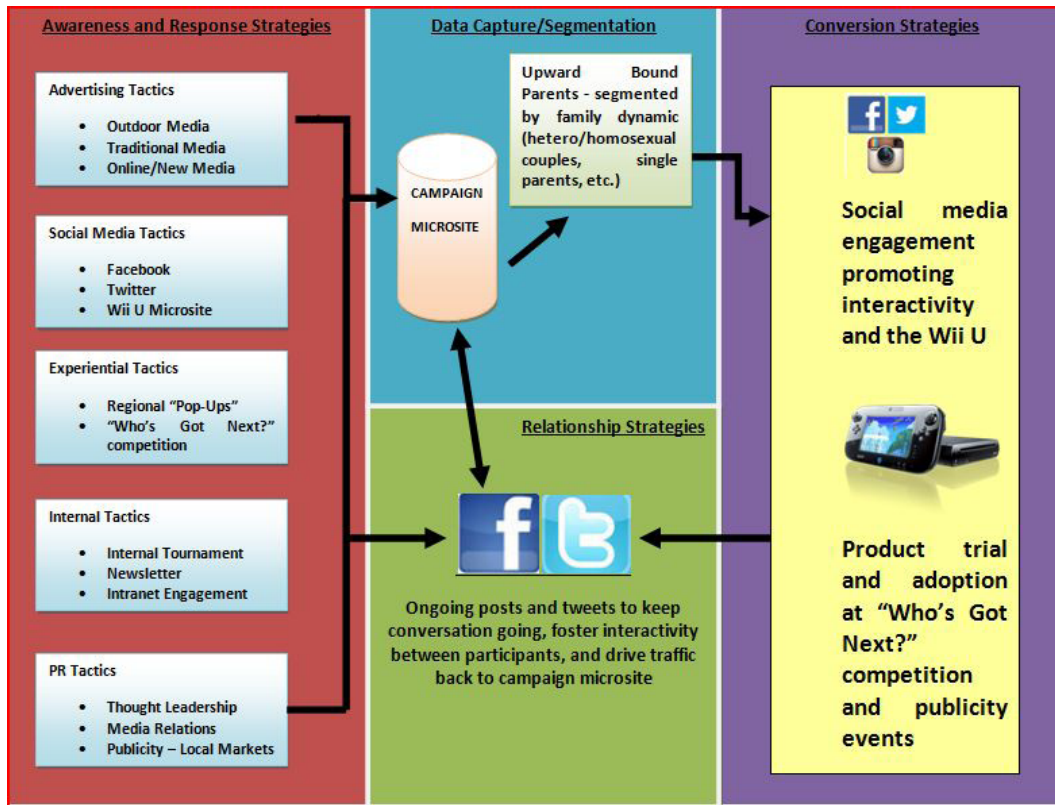 Awareness and Response Strategies
Advertising Tactics
• Outdoor Media
• Traditional Media
• Online/New Media
Social Media Tactics
• Facebook
• Twitter
• Wii U Microsite
Experiential Tactics
• Regional “Pop-Ups”
• “Who’s Got Next?”
competition
Internal Tactics
• Internal Tournament
• Newsletter
• Intranet Engagement
PR Tactics
• Thought Leadership
• Media Relations
• Publicity – Local Markets
Data Capture/Segmentation
CAMPAIGN
MICROSITE
Upward Bound
Parents - segmented
by family dynamic
(hetero/homosexual
couples, single
parents, etc.)
Relationship Strategies
Ongoing posts and tweets to keep
conversation going, foster interactivity
between participants, and drive traffic
back to campaign microsite
Conversion Strategies
Social media
engagement
promoting
interactivity
and the Wii U
Product trial
and adoption
at “Who’s Got
Next?”
competition
and publicity
events